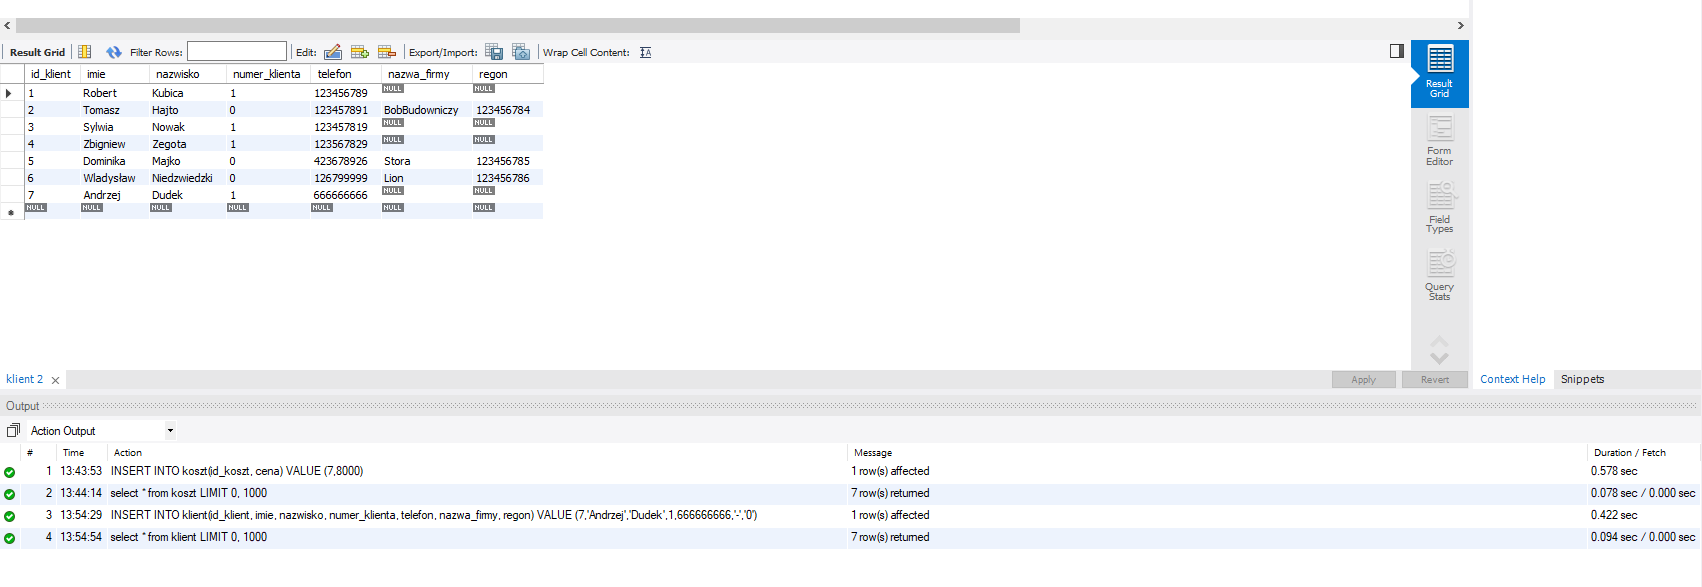 Result Grid Filter Rows: Edit: Export/Import: Wrap Cell Content:
id_klient imie nazwisko numer_klienta telefon nazwa_firmy regon
1 Robert Kubica 1 123456789 NULL NULL
2 Tomasz Hajto 0 123457891 BobBudowniczy 123456784
3 Sylwia Nowak 1 123457819 NULL NULL
4 Zbigniew Zegota 1 123567829 NULL NULL
5 Dominika Majko 0 423678926 Stora 123456785
6 Wladysław Niedzwiedzki 0 126799999 Lion 123456786
7 Andrzej Dudek 1 666666666 NULL NULL
NULL NULL NULL NULL NULL NULL NULL
Result
Grid
Form
Editor
Field
Types
Query
Stats
klient 2 Apply Revert Context Help Snippets
Output
Action Output
# Time Action Message Duration / Fetch
1 13:43:53 INSERT INTO koszt(id_koszt, cena) VALUE (7,8000) 1 row(s) affected 0.578 sec
2 13:44:14 select * from koszt LIMIT 0, 1000 7 row(s) returned 0.078 sec / 0.000 sec
3 13:54:29 INSERT INTO klient(id_klient, imie, nazwisko, numer_klienta, telefon, nazwa_firmy, regon) VALUE (7,'Andrzej','Dudek',1,666666666,'-','0') 1 row(s) affected 0.422 sec
4 13:54:54 select * from klient LIMIT 0, 1000 7 row(s) returned 0.094 sec / 0.000 sec